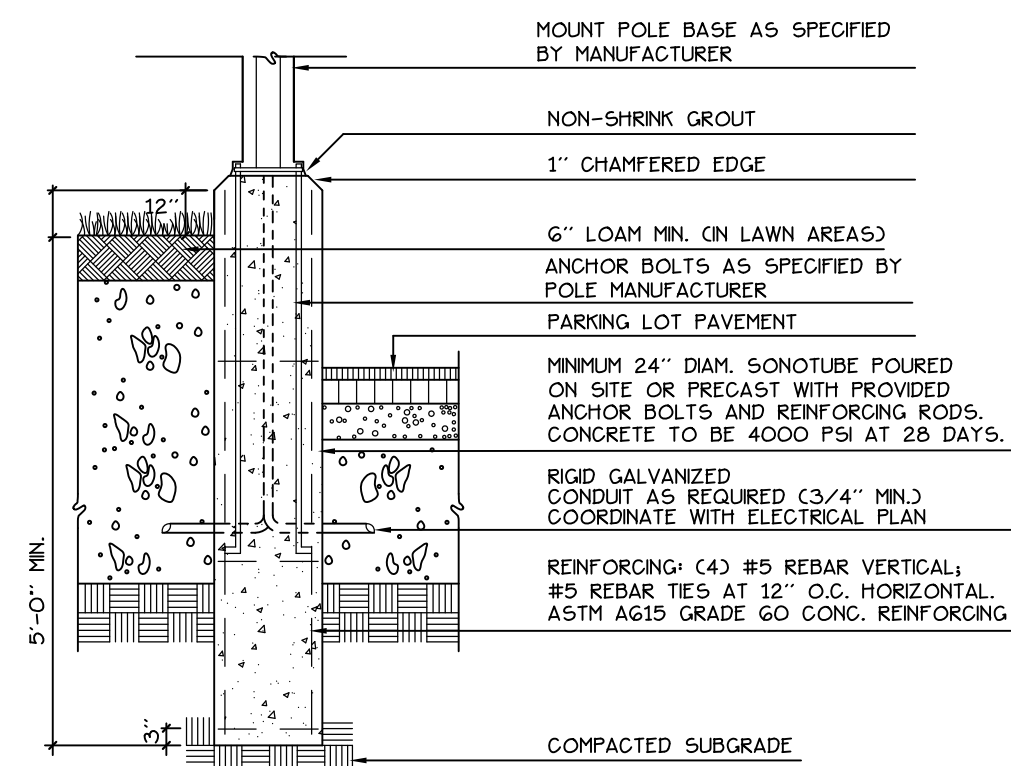 MOUNT POLE BASE AS SPECIFIED
BY MANUFACTURER
NON-SHRINK GROUT
1" CHAMFERED EDGE
12"
6" LOAM MIN. (IN LAWN AREAS)
ANCHOR BOLTS AS SPECIFIED BY
POLE MANUFACTURER
PARKING LOT PAVEMENT
MINIMUM 24" DIAM. SONOTUBE POURED
ON SITE OR PRECAST WITH PROVIDED
ANCHOR BOLTS AND REINFORCING RODS.
CONCRETE TO BE 4000 PSI AT 28 DAYS.
RIGID GALVANIZED
CONDUIT AS REQUIRED (3/4" MIN.)
COORDINATE WITH ELECTRICAL PLAN
5'-0" MIN.
REINFORCING: (4) #5 REBAR VERTICAL;
#5 REBAR TIES AT 12" O.C. HORIZONTAL.
ASTM A615 GRADE 60 CONC. REINFORCING
3"
COMPACTED SUBGRADE